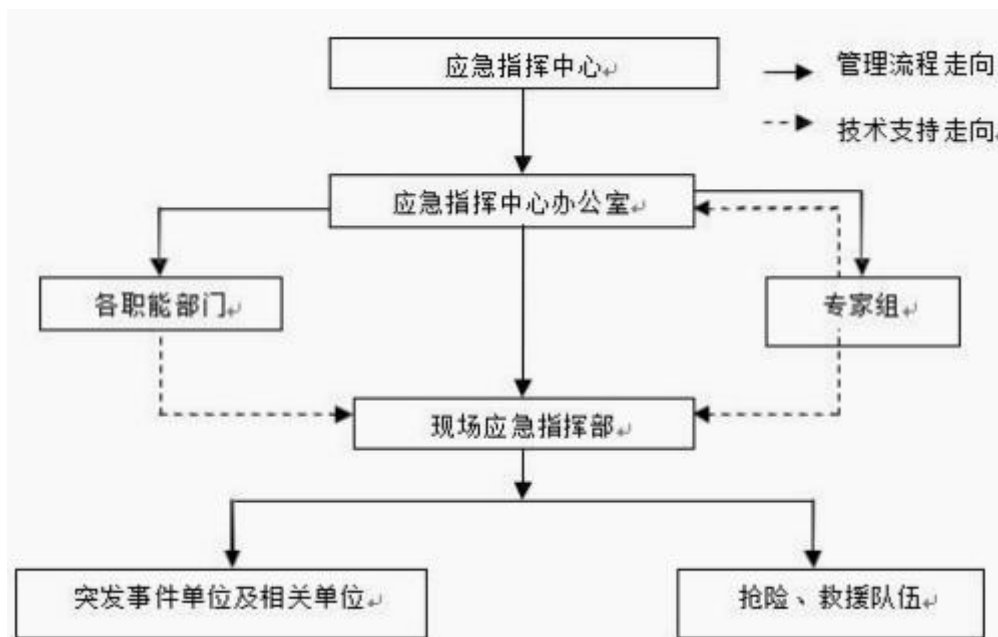 应急指挥中心
管理流程走向
技术支持走向
应急指挥中心办公室
各职能部门
专家组
现场应急指挥部
突发事件单位及相关单位
抢险、救援队伍